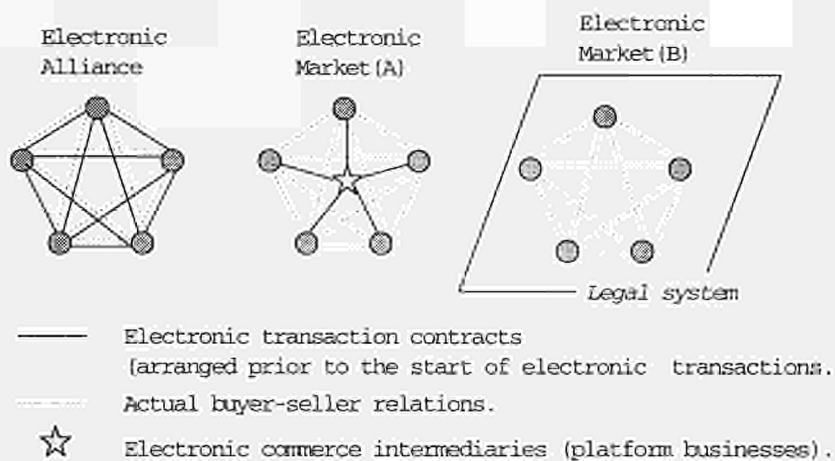 Electronic
Alliance
Electronic
Market(A)
Electronic
Market(B)
Legal system
Electronic transaction contracts
(arranged prior to the start of electronic transactions.
Actual buyer-seller relations.
Electronic commerce intermediaries (platform businesses).